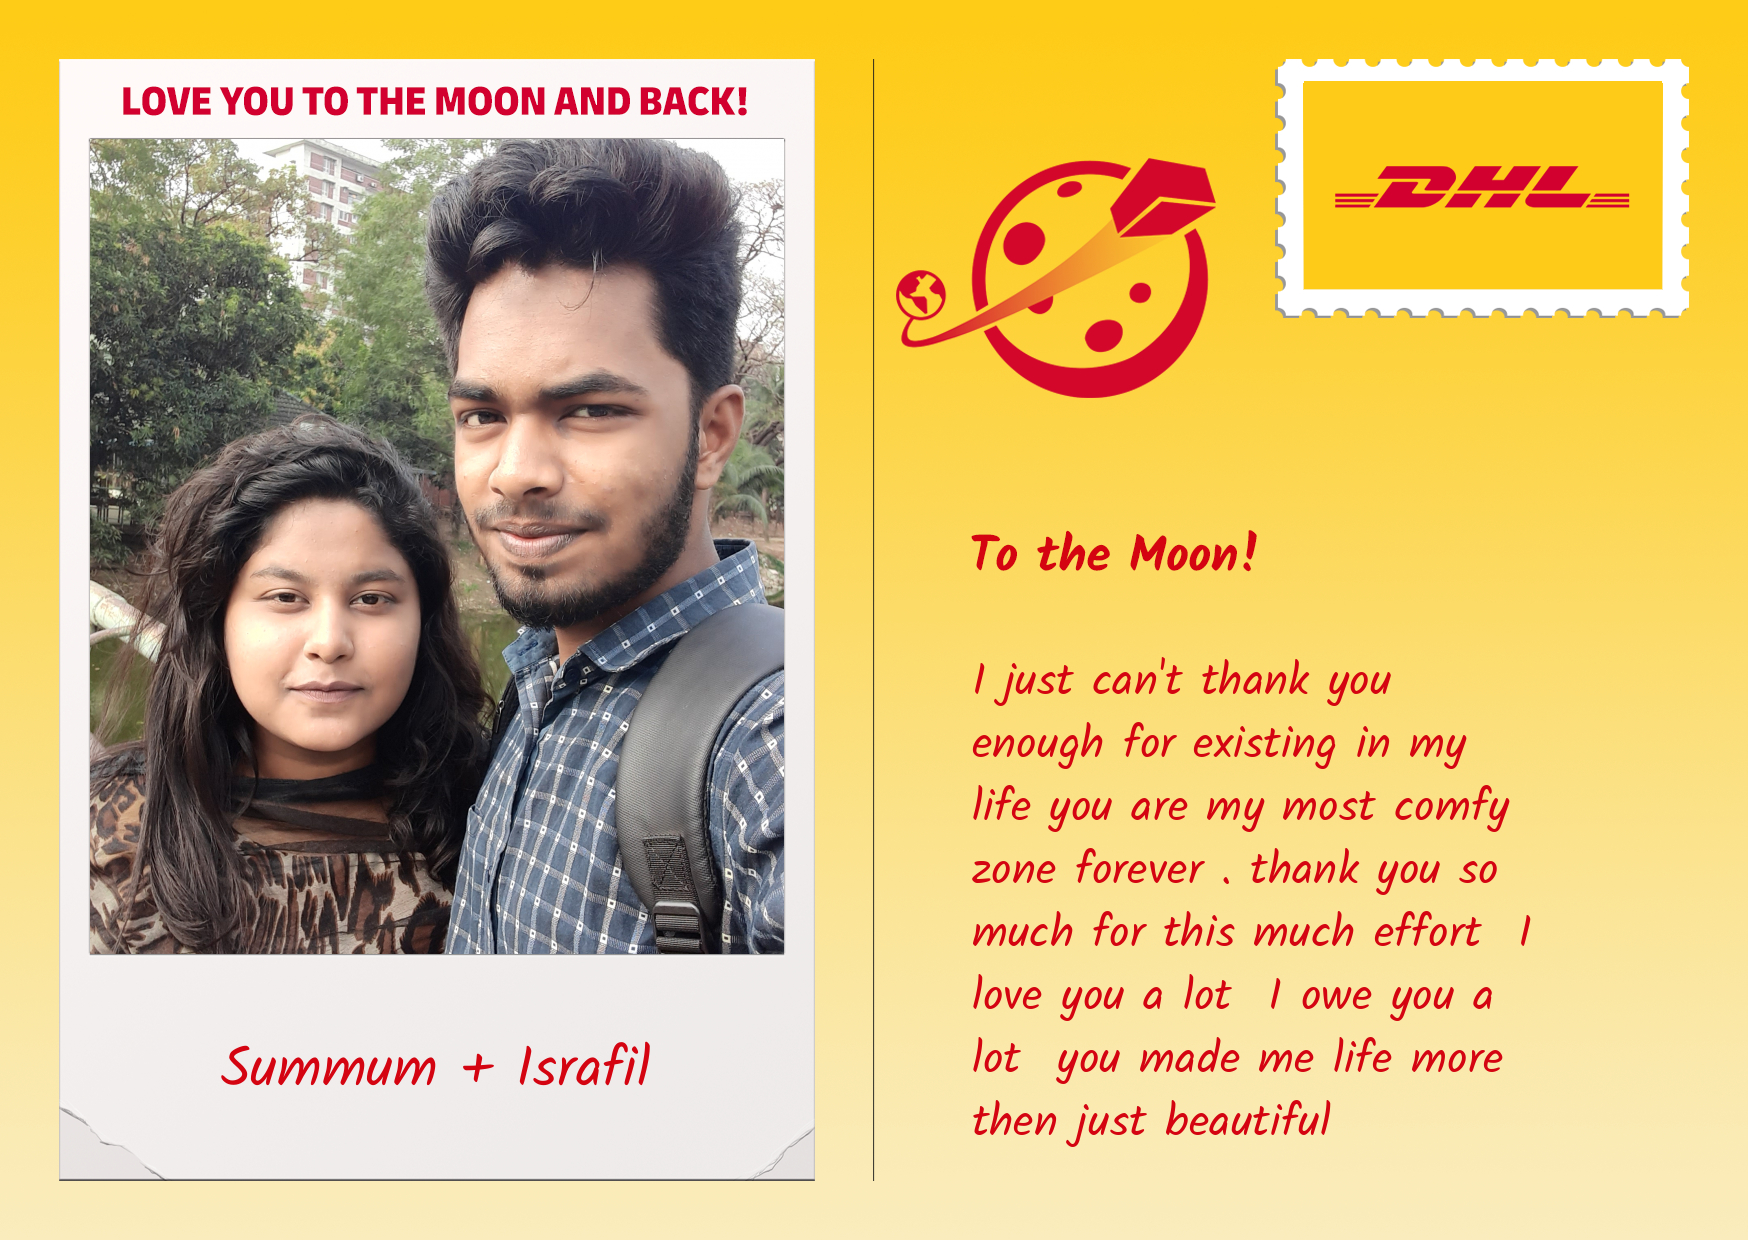 LOVE YOU TO THE MOON AND BACK!
Summum + Israfil
DHL
To the Moon!
I just can't thank you
enough for existing in my
life you are my most comfy
zone forever . thank you so
much for this much effort  I
love you a lot  I owe you a
lot  you made me life more
then just beautiful